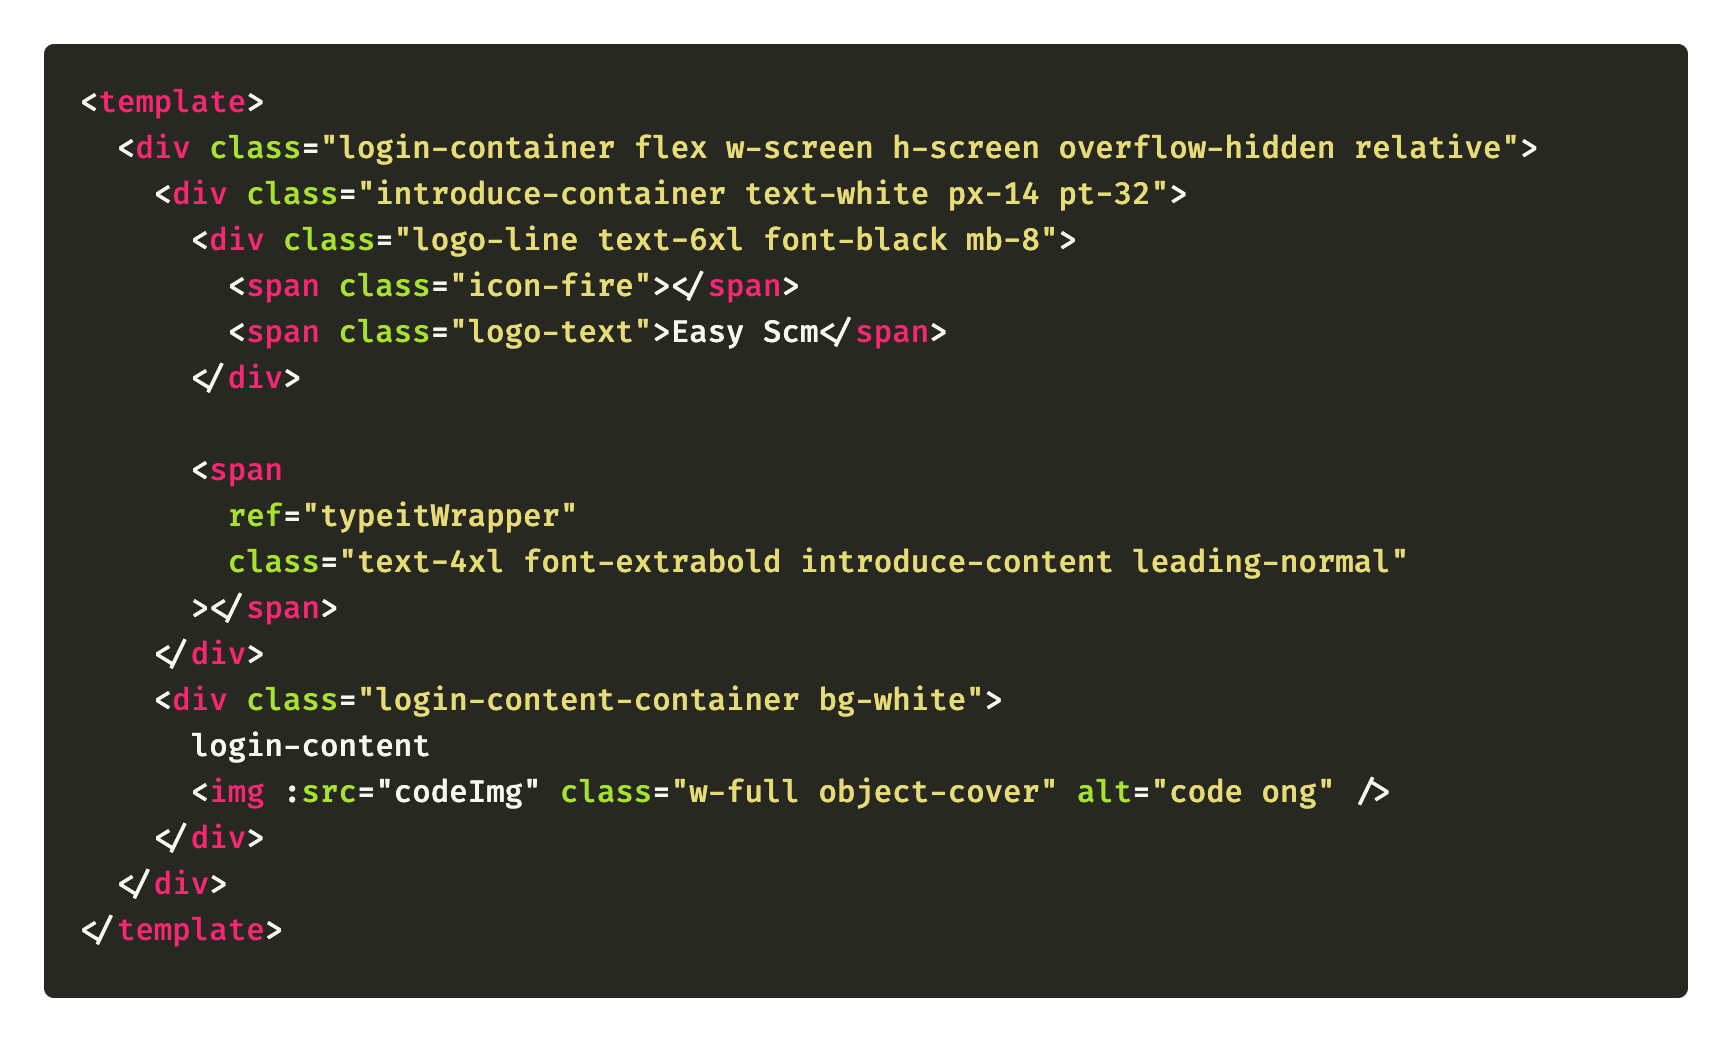 <template>
  <div class="login-container flex w-screen h-screen overflow-hidden relative">
    <div class="introduce-container text-white px-14 pt-32">
      <div class="logo-line text-6xl font-black mb-8">
        <span class="icon-fire"></span>
        <span class="logo-text">Easy Scm</span>
      </div>

      <span
        ref="typeitWrapper"
        class="text-4xl font-extrabold introduce-content leading-normal"
      ></span>
    </div>
    <div class="login-content-container bg-white">
      login-content
      <img :src="codeImg" class="w-full object-cover" alt="code ong" />
    </div>
  </div>
</template>